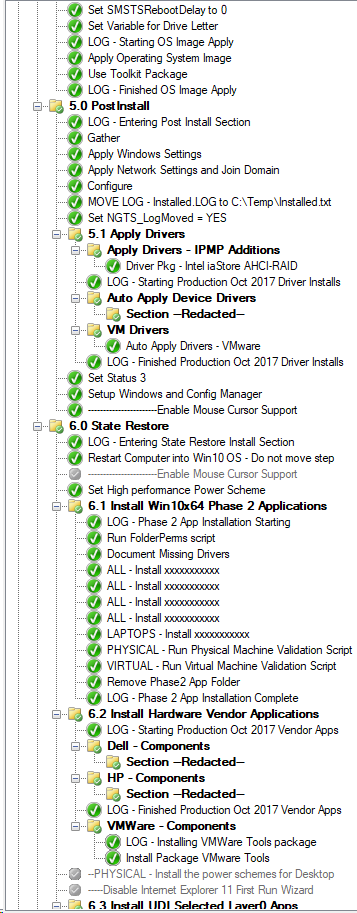 Set SMSTSRebootDelay to 0
Set Variable for Drive Letter
LOG - Starting OS Image Apply
Apply Operating System Image
Use Toolkit Package
LOG - Finished OS Image Apply
5.0 PostInstall
LOG - Entering Post Install Section
Gather
Apply Windows Settings
Apply Network Settings and Join Domain
Configure
MOVE LOG - Installed.LOG to C:\Temp\Installed.txt
Set NGTS_LogMoved = YES
5.1 Apply Drivers
Apply Drivers - IPMP Additions
Driver Pkg - Intel iaStore AHCI-RAID
LOG - Starting Production Oct 2017 Driver Installs
Auto Apply Device Drivers
Section --Redacted--
VM Drivers
Auto Apply Drivers - VMware
LOG - Finished Production Oct 2017 Driver Installs
Set Status 3
Setup Windows and Config Manager
-----------------------Enable Mouse Cursor Support
6.0 State Restore
LOG - Entering State Restore Install Section
Restart Computer into Win10 OS - Do not move step
-----------------------Enable Mouse Cursor Support
Set High performance Power Scheme
6.1 Install Win10x64 Phase 2 Applications
LOG - Phase 2 App Installation Starting
Run FolderPerms script
Document Missing Drivers
ALL - Install xxxxxxxxxxx
ALL - Install xxxxxxxxxxx
ALL - Install xxxxxxxxxxx
ALL - Install xxxxxxxxxxx
LAPTOPS - Install xxxxxxxxxxx
PHYSICAL - Run Physical Machine Validation Script
VIRTUAL - Run Virtual Machine Validation Script
Remove Phase2 App Folder
LOG - Phase 2 App Installation Complete
6.2 Install Hardware Vendor Applications
LOG - Starting Production Oct 2017 Vendor Apps
Dell - Components
Section --Redacted--
HP - Components
Section --Redacted--
LOG - Finished Production Oct 2017 Vendor Apps
VMWare - Components
LOG - Installing VMWare Tools package
Install Package VMware Tools
--PHYSICAL - Install the power schemes for Desktop
-----Disable Internet Explorer 11 First Run Wizard
6.3 Install UDI Selected Layer0 Apps